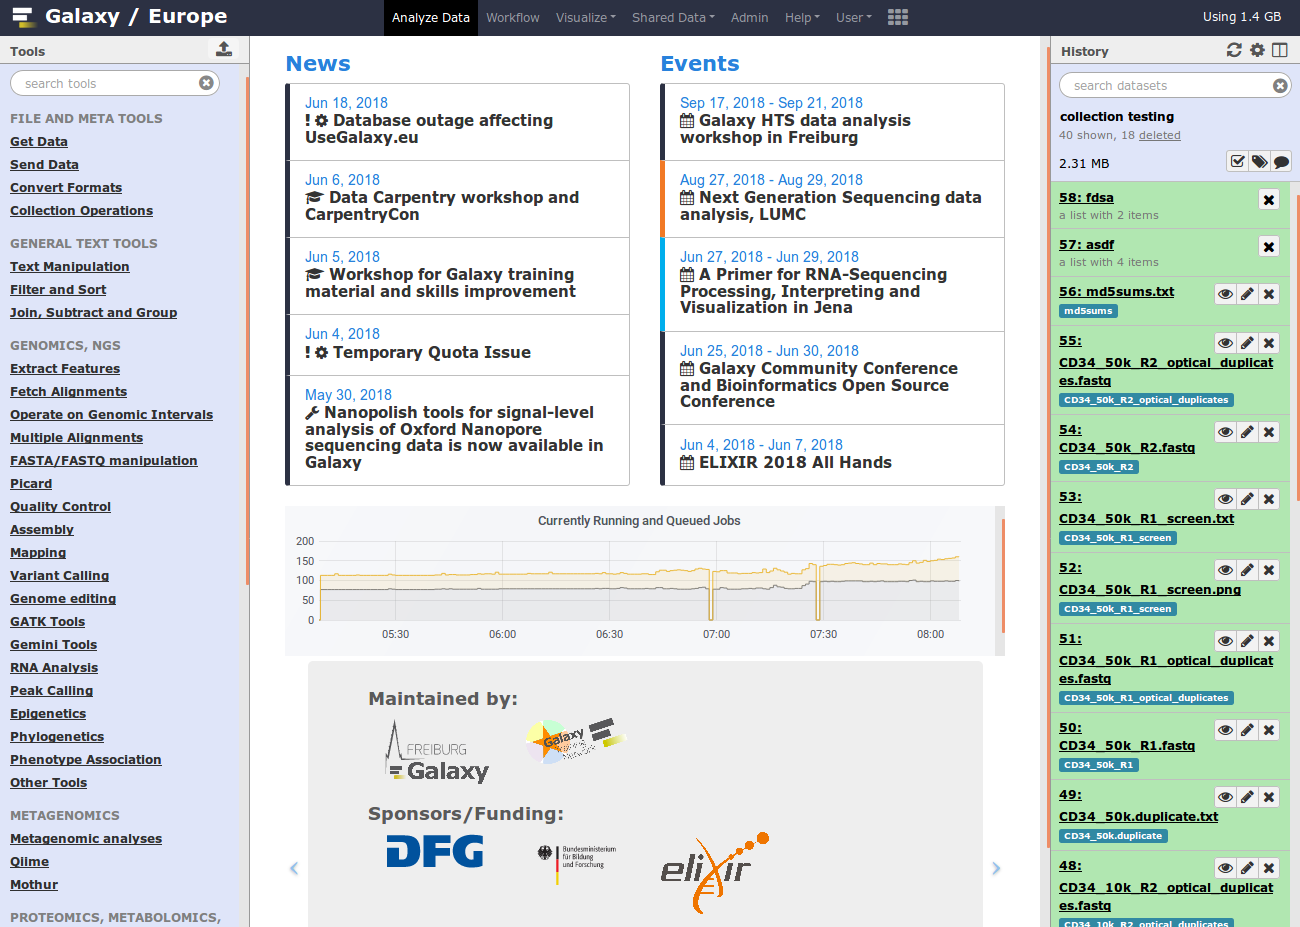 Galaxy / Europe
Analyze Data Workflow Visualize Shared Data Admin Help User
Using 1.4 GB
Tools
search tools
FILE AND META TOOLS
Get Data
Send Data
Convert Formats
Collection Operations
GENERAL TEXT TOOLS
Text Manipulation
Filter and Sort
Join, Subtract and Group
GENOMICS, NGS
Extract Features
Fetch Alignments
Operate on Genomic Intervals
Multiple Alignments
FASTA/FASTQ manipulation
Picard
Quality Control
Assembly
Mapping
Variant Calling
Genome editing
GATK Tools
Gemini Tools
RNA Analysis
Peak Calling
Epigenetics
Phylogenetics
Phenotype Association
Other Tools
METAGENOMICS
Metagenomic analyses
Qiime
Mothur
PROTEOMICS, METABOLOMICS,
News
Jun 18, 2018
! Database outage affecting
UseGalaxy.eu
Jun 6, 2018
Data Carpentry workshop and
CarpentryCon
Jun 5, 2018
Workshop for Galaxy training
material and skills improvement
Jun 4, 2018
! Temporary Quota Issue
May 30, 2018
Nanopolish tools for signal-level
analysis of Oxford Nanopore
sequencing data is now available in
Galaxy
Events
Sep 17, 2018 - Sep 21, 2018
Galaxy HTS data analysis
workshop in Freiburg
Aug 27, 2018 - Aug 29, 2018
Next Generation Sequencing data
analysis, LUMC
Jun 27, 2018 - Jun 29, 2018
A Primer for RNA-Sequencing
Processing, Interpreting and
Visualization in Jena
Jun 25, 2018 - Jun 30, 2018
Galaxy Community Conference
and Bioinformatics Open Source
Conference
Jun 4, 2018 - Jun 7, 2018
ELIXIR 2018 All Hands
Currently Running and Queued Jobs
200
150
100
50
0
05:30 06:00 06:30 07:00 07:30 08:00
Maintained by:
FREIBURG
Galaxy
Galaxy
Sponsors/Funding:
DFG
Bundesministerium
für Bildung
und Forschung
elixir
History
search datasets
collection testing
40 shown, 18 deleted
2.31 MB
58: fdsa
a list with 2 items
57: asdf
a list with 4 items
56: md5sums.txt
md5sums
55:
CD34_50k_R2_optical_duplicat
es.fastq
CD34_50k_R2_optical_duplicates
54:
CD34_50k_R2.fastq
CD34_50k_R2
53:
CD34_50k_R1_screen.txt
CD34_50k_R1_screen
52:
CD34_50k_R1_screen.png
CD34_50k_R1_screen
51:
CD34_50k_R1_optical_duplicat
es.fastq
CD34_50k_R1_optical_duplicates
50:
CD34_50k_R1.fastq
CD34_50k_R1
49:
CD34_50k.duplicate.txt
CD34_50k.duplicate
48:
CD34_10k_R2_optical_duplicat
es.fastq
CD34_10k_R2_optical_duplicates